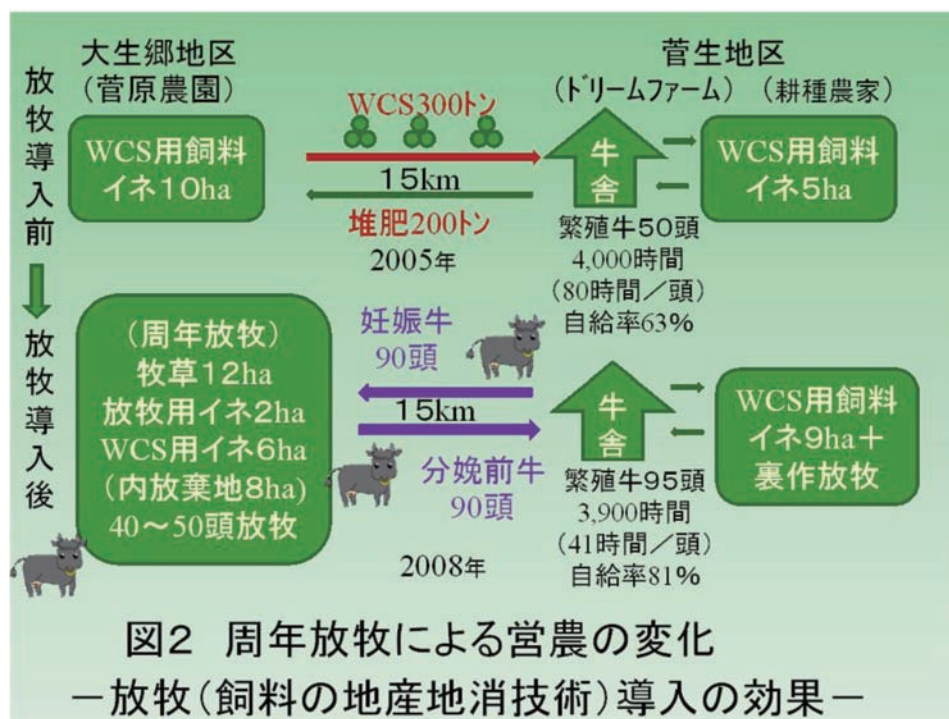 放牧導入前
大生郷地区
(菅原農園)
WCS用飼料
イネ10ha
WCS300トン
15km
堆肥200トン
2005年
菅生地区
(ドリームファーム) (耕種農家)
牛舎
繁殖牛50頭
4,000時間
(80時間/頭)
自給率63%
WCS用飼料
イネ5ha
放牧導入後
(周年放牧)
牧草12ha
放牧用イネ2ha
WCS用イネ6ha
(内放棄地8ha)
40~50頭放牧
妊娠牛
90頭
15km
分娩前牛
90頭
2008年
牛舎
繁殖牛95頭
3,900時間
(41時間/頭)
自給率81%
WCS用飼料
イネ9ha+
裏作放牧
図2 周年放牧による営農の変化
-放牧(飼料の地産地消技術)導入の効果-